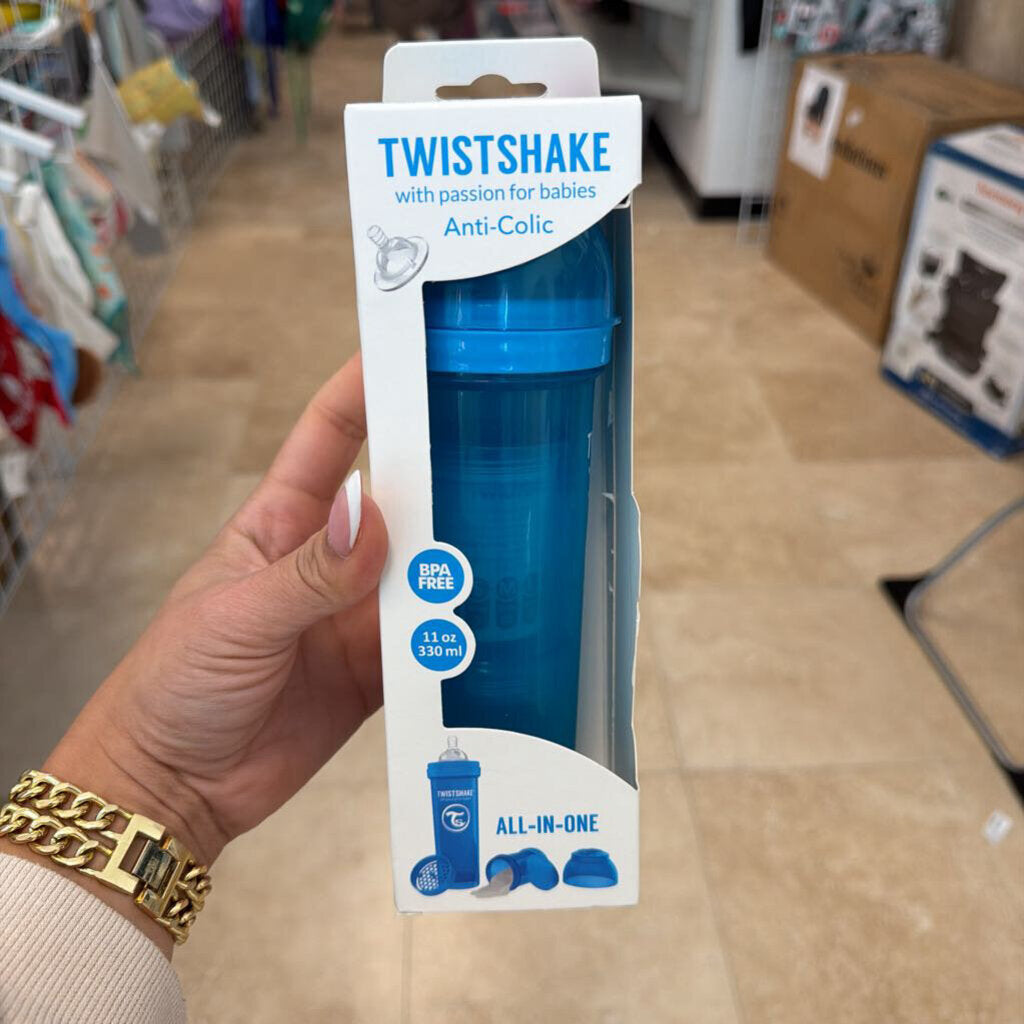 TWISTSHAKE
with passion for babies
Anti-Colic
BPA
FREE
11 oz
330 ml
TWISTSHAKE
ALL-IN-ONE